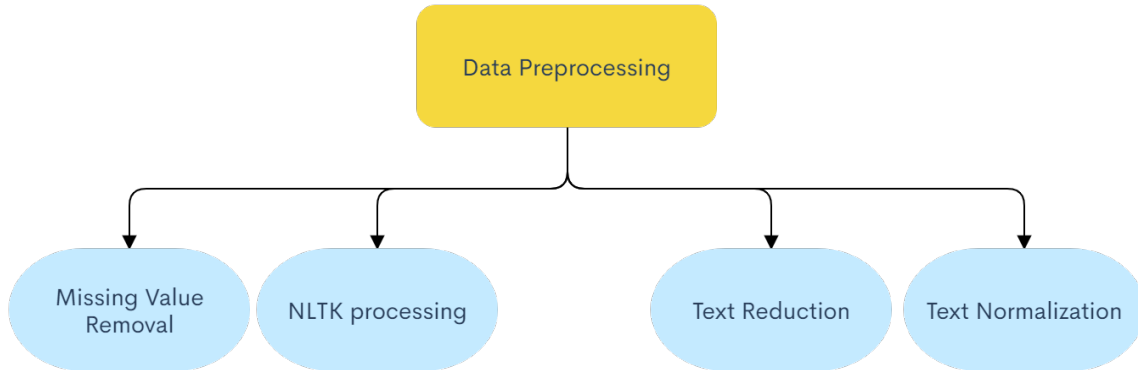 Data Preprocessing
Missing Value
Removal
NLTK processing
Text Reduction
Text Normalization